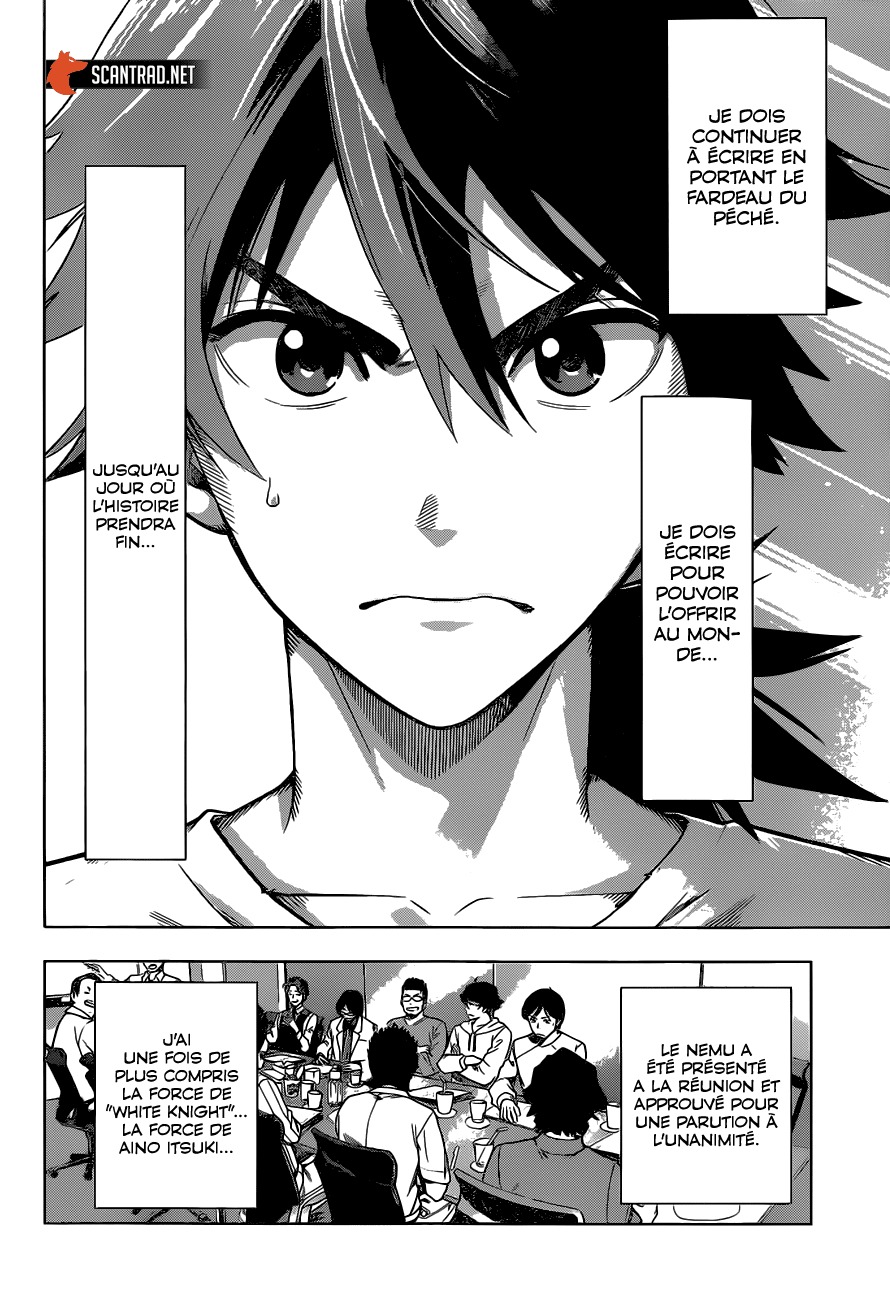 SCANTRAD.NET
JE DOIS
CONTINUER
À ÉCRIRE EN
PORTANT LE
FARDEAU DU
PÉCHÉ.
JE DOIS
ÉCRIRE
POUR
POUVOIR
L'OFFRIR
AU MON-
DE...
JUSQU'AU
JOUR OÙ
L'HISTOIRE
PRENDRA
FIN...
LE NEMU A
ÉTÉ PRÉSENTÉ
A LA RÉUNION ET
APPROUVÉ POUR
UNE PARUTION À
L'UNANIMITÉ.
J'AI
UNE FOIS DE
PLUS COMPRIS
LA FORCE DE
"WHITE KNIGHT"...
LA FORCE DE
AINO ITSUKI...